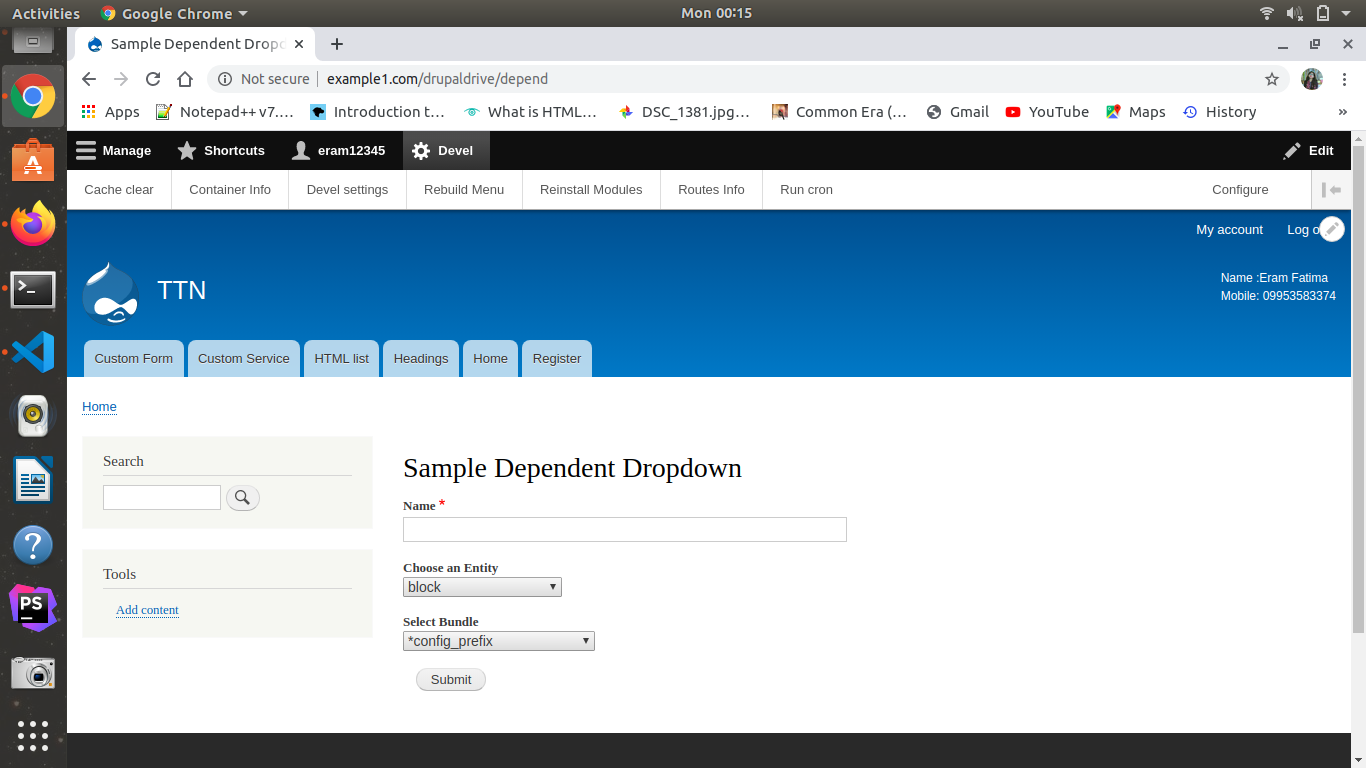 Activities Google Chrome Mon 00:15
Sample Dependent Dropd
Not secure example1.com/drupaldrive/depend
Apps Notepad++ v7.... Introduction t... What is HTML... DSC_1381.jpg... Common Era (... Gmail YouTube Maps History »
Manage Shortcuts eram12345 Devel Edit
Cache clear Container Info Devel settings Rebuild Menu Reinstall Modules Routes Info Run cron Configure
My account Log o
TTN
Name :Eram Fatima
Mobile: 09953583374
Custom Form Custom Service HTML list Headings Home Register
Home
Search
Sample Dependent Dropdown
Name *
Choose an Entity
block
Tools
Add content
Select Bundle
*config_prefix
Submit
PS